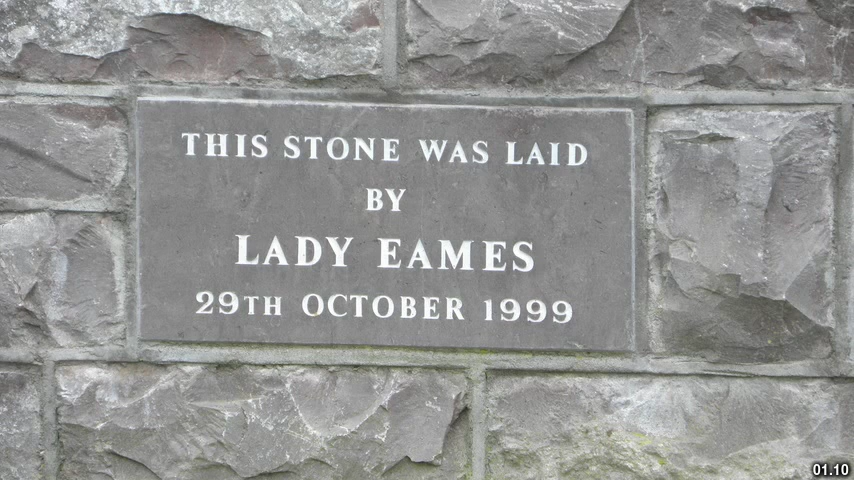 THIS STONE WAS LAID
BY
LADY EAMES
29TH OCTOBER 1999
01.10